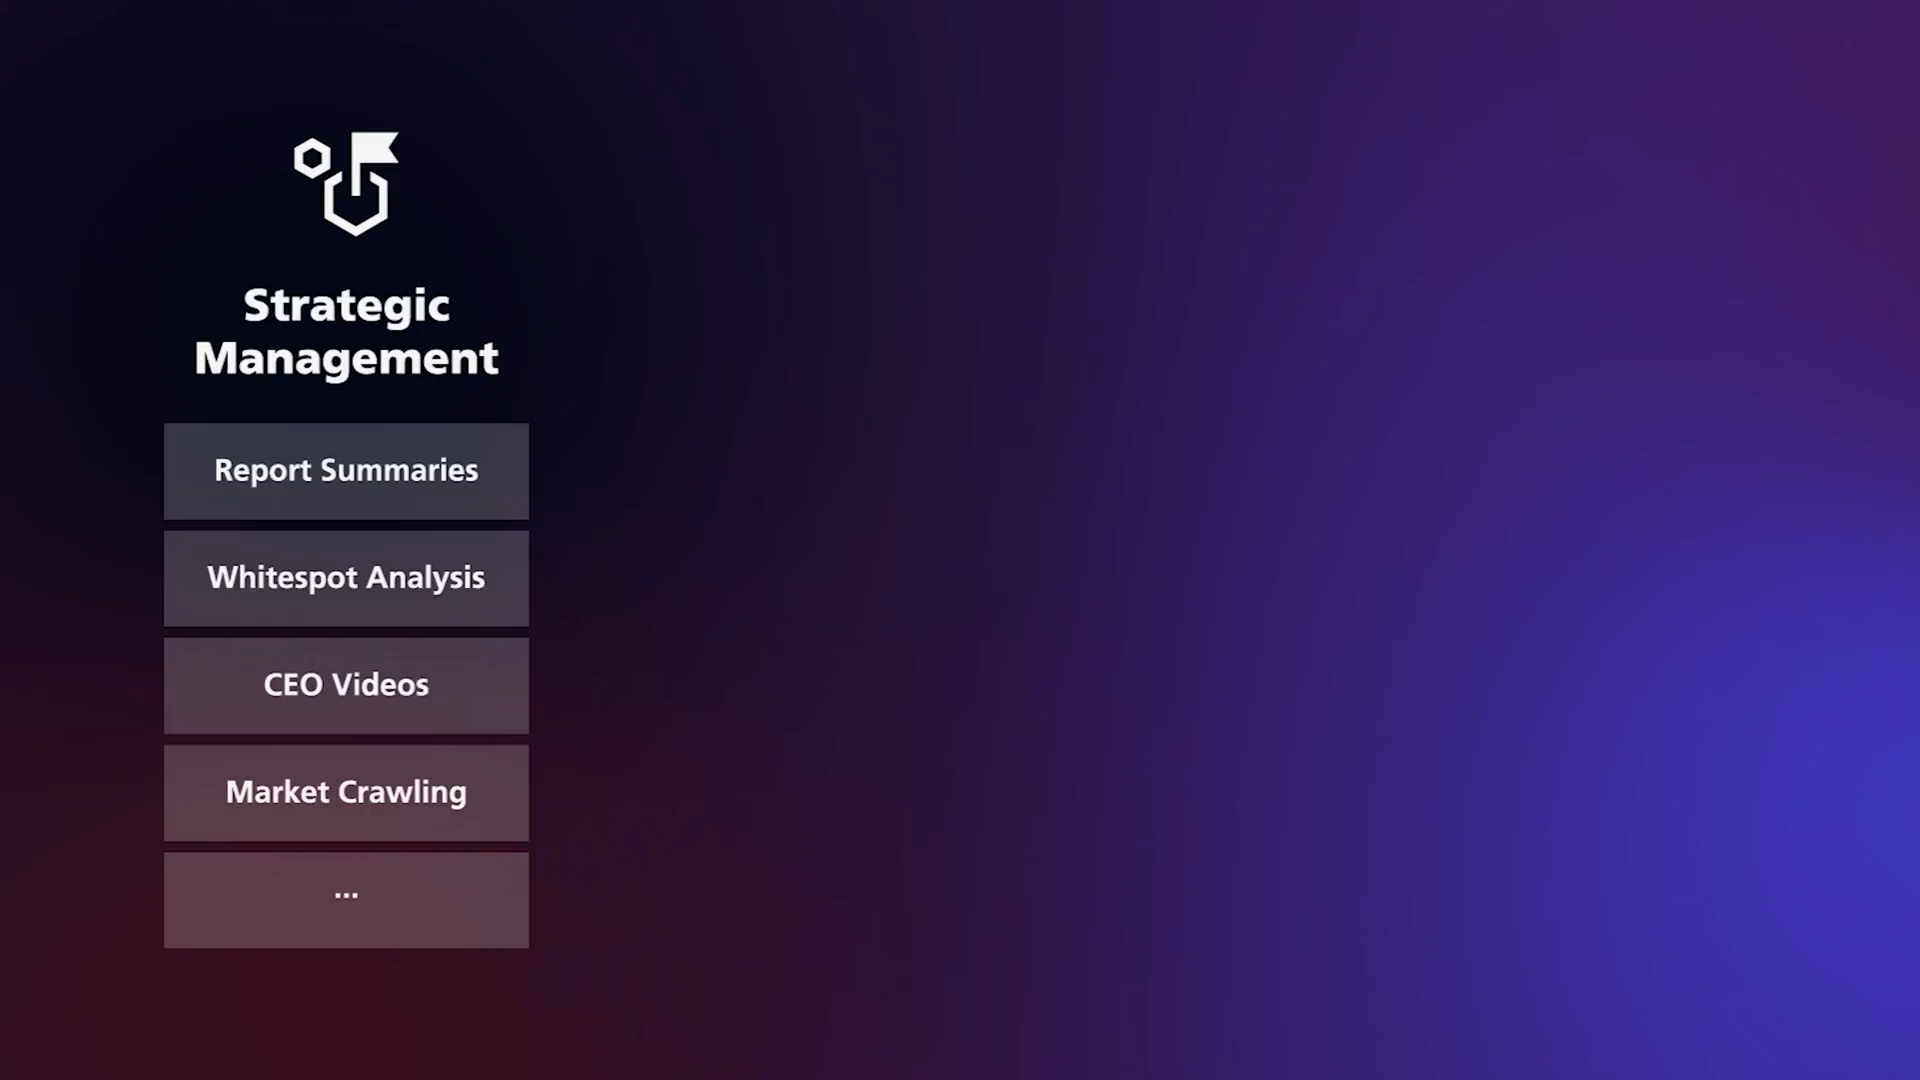 Strategic
Management
Report Summaries
Whitespot Analysis
CEO Videos
Market Crawling
...